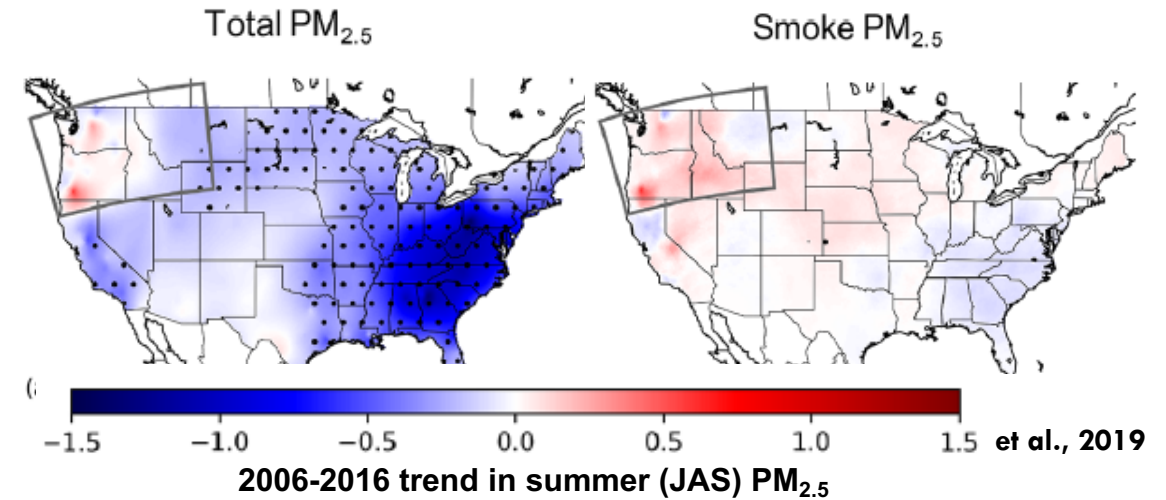 Total PM2.5
Smoke PM2.5
(
−1.5 −1.0 −0.5 0.0 0.5 1.0 1.5 et al., 2019
2006-2016 trend in summer (JAS) PM2.5